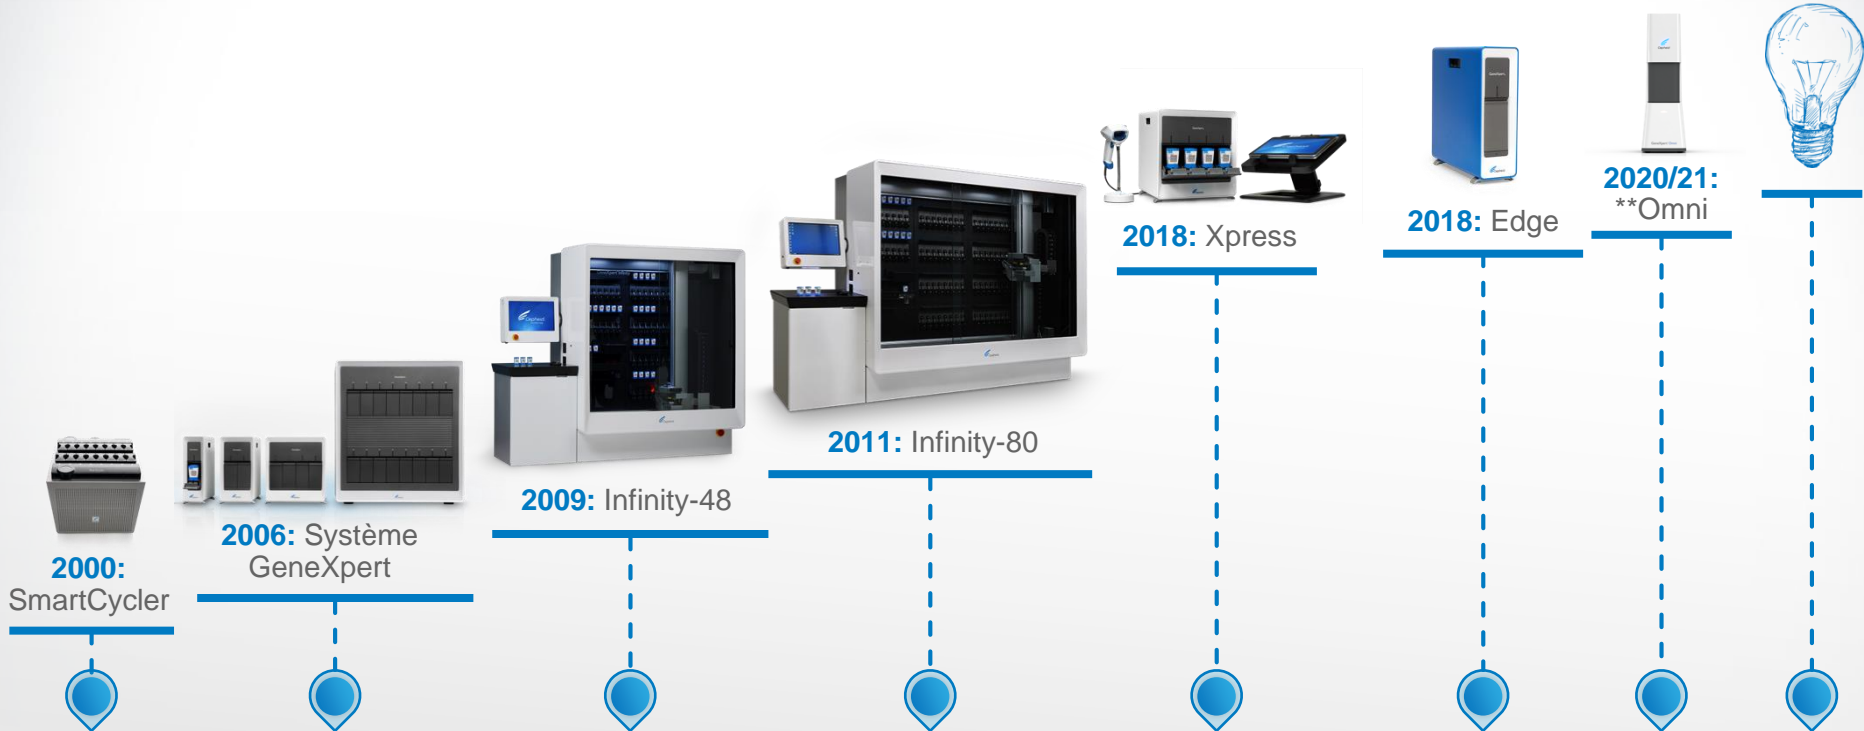 2000:
SmartCycler
2006: Système
GeneXpert
2009: Infinity-48
2011: Infinity-80
2018: Xpress
2018: Edge
2020/21:
**Omni